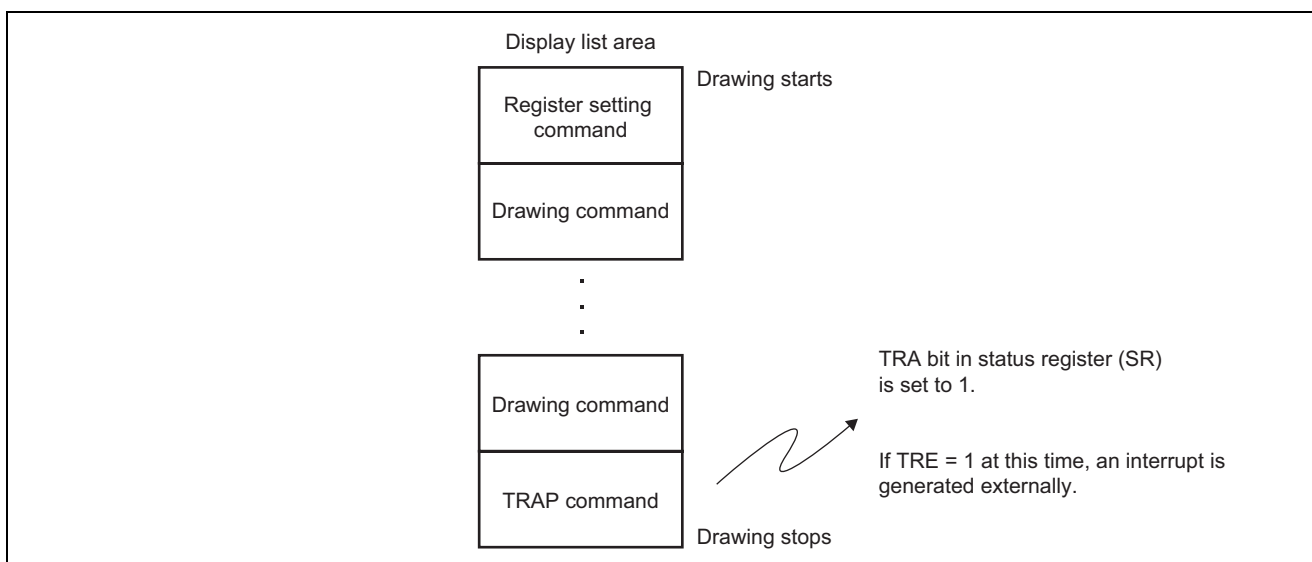 Display list area
Drawing starts
Register setting
command
Drawing command
.
.
.
TRA bit in status register (SR)
is set to 1.
Drawing command
If TRE = 1 at this time, an interrupt is
generated externally.
TRAP command
Drawing stops